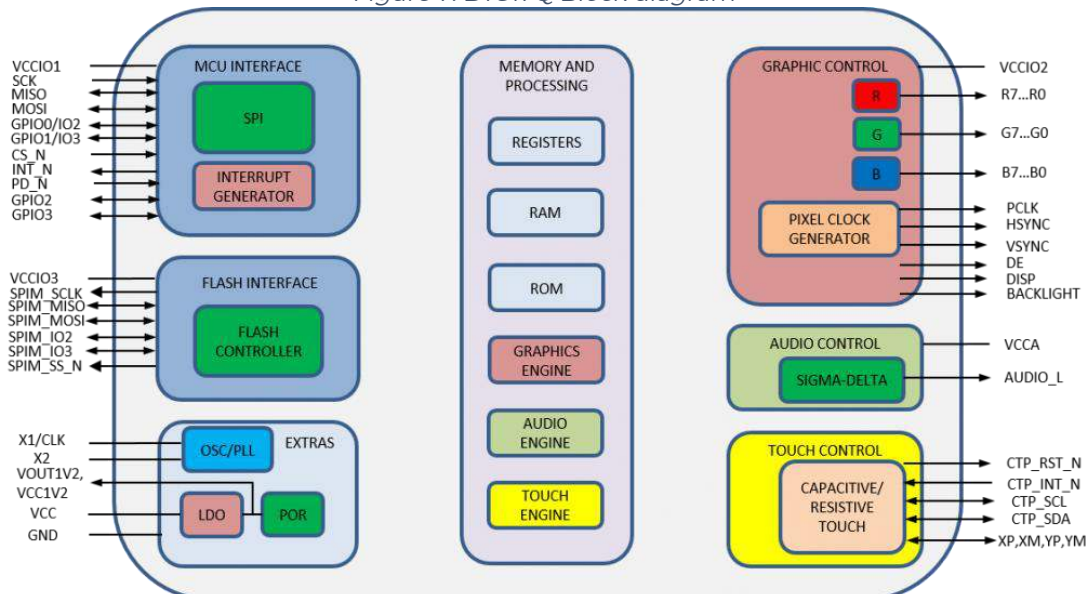 VCCIO1
SCK
MISO
MOSI
GPIO0/IO2
GPIO1/IO3
CS_N
INT_N
PD_N
GPIO2
GPIO3
MCU INTERFACE
SPI
INTERRUPT
GENERATOR
VCCIO3
SPIM_SCLK
SPIM_MISO
SPIM_MOSI
SPIM_IO2
SPIM_IO3
SPIM_SS_N
FLASH INTERFACE
FLASH
CONTROLLER
X1/CLK
X2
VOUT1V2,
VCC1V2
VCC
GND
OSC/PLL
EXTRAS
LDO
POR
MEMORY AND
PROCESSING
REGISTERS
RAM
ROM
GRAPHICS
ENGINE
AUDIO
ENGINE
TOUCH
ENGINE
GRAPHIC CONTROL
R
G
B
PIXEL CLOCK
GENERATOR
VCCIO2
R7...R0
G7...G0
B7...B0
PCLK
HSYNC
VSYNC
DE
DISP
BACKLIGHT
AUDIO CONTROL
SIGMA-DELTA
VCCA
AUDIO_L
TOUCH CONTROL
CAPACITIVE/
RESISTIVE
TOUCH
CTP_RST_N
CTP_INT_N
CTP_SCL
CTP_SDA
XP,XM,YP,YM